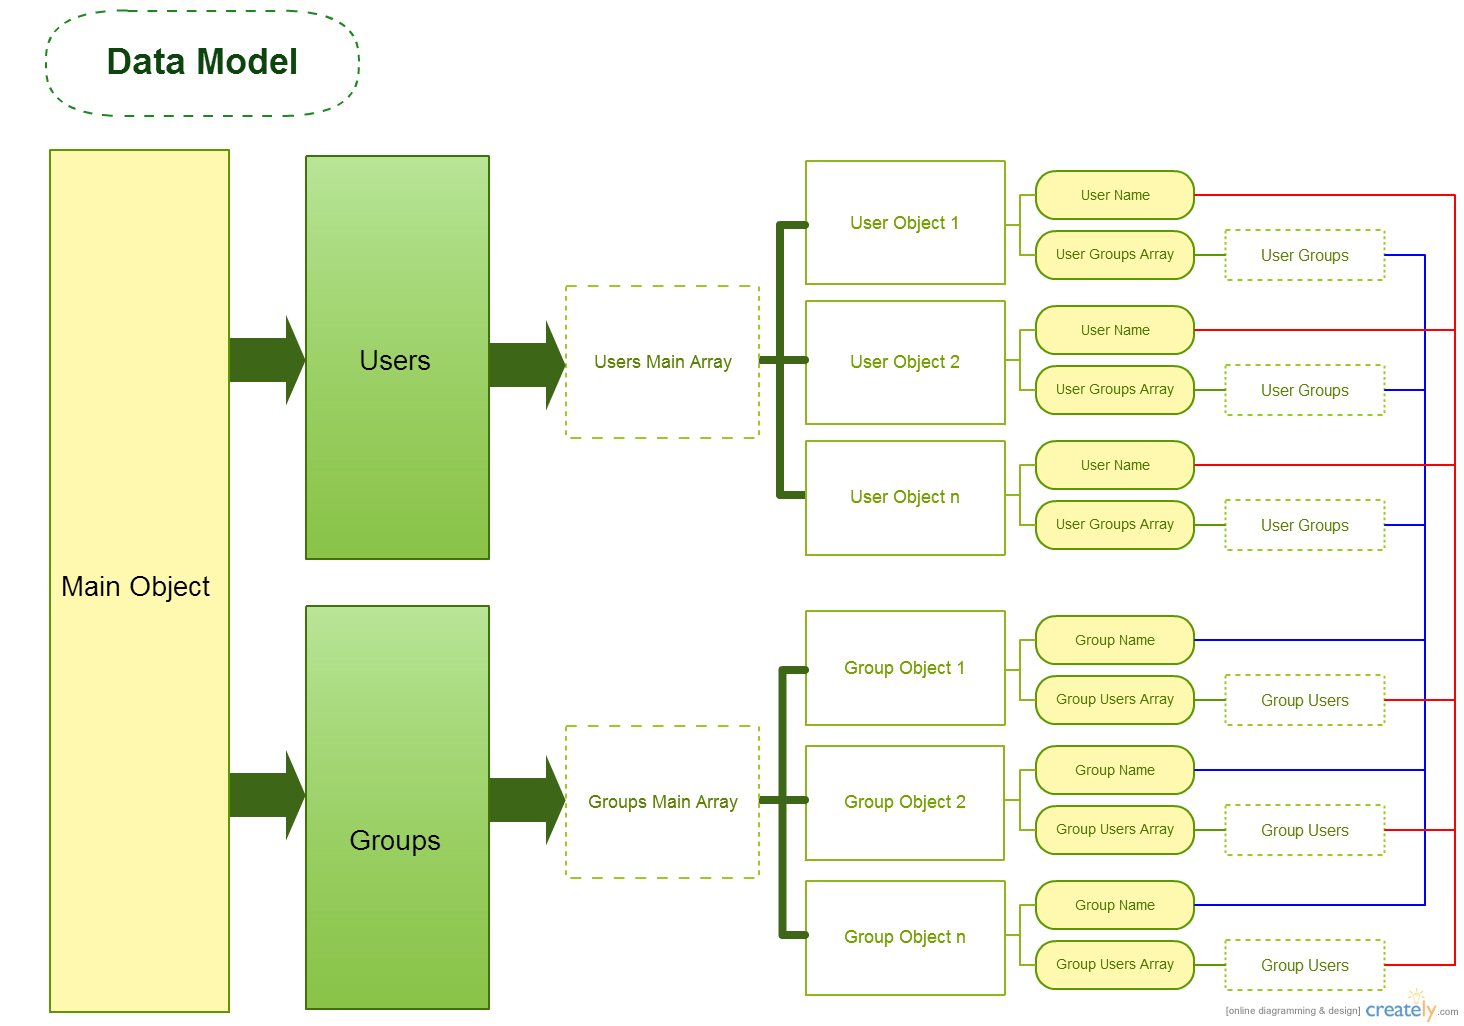 Data Model
Main Object
Users
Users Main Array
User Object 1
User Name
User Groups Array
User Groups
User Object 2
User Name
User Groups Array
User Groups
User Object n
User Name
User Groups Array
User Groups
Groups
Groups Main Array
Group Object 1
Group Name
Group Users Array
Group Users
Group Object 2
Group Name
Group Users Array
Group Users
Group Object n
Group Name
Group Users Array
Group Users
[online diagramming & design] creately.com